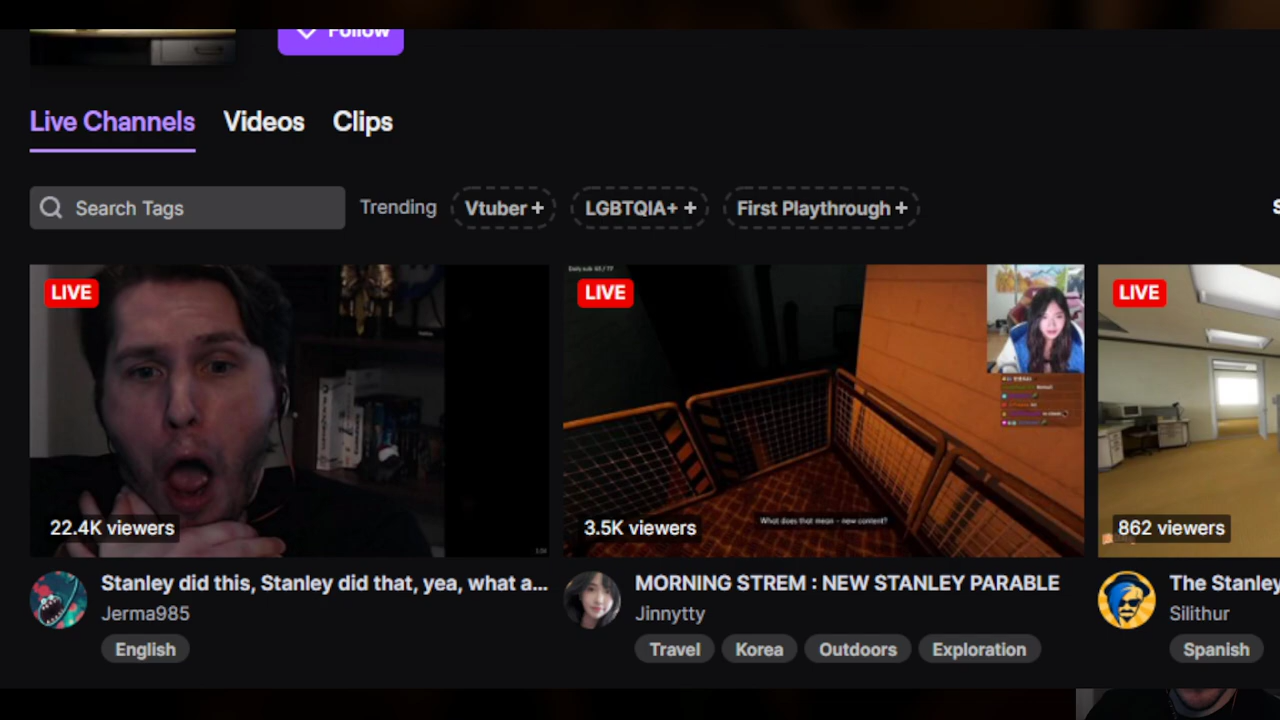 Follow
Live Channels Videos Clips
Search Tags Trending Vtuber + LGBTQIA+ + First Playthrough +
LIVE
22.4K viewers
Stanley did this, Stanley did that, yea, what a...
Jerma985
English
LIVE
What does that mean - new content?
3.5K viewers
MORNING STREM : NEW STANLEY PARABLE
Jinnytty
Travel Korea Outdoors Exploration
LIVE
862 viewers
The Stanley
Silithur
Spanish